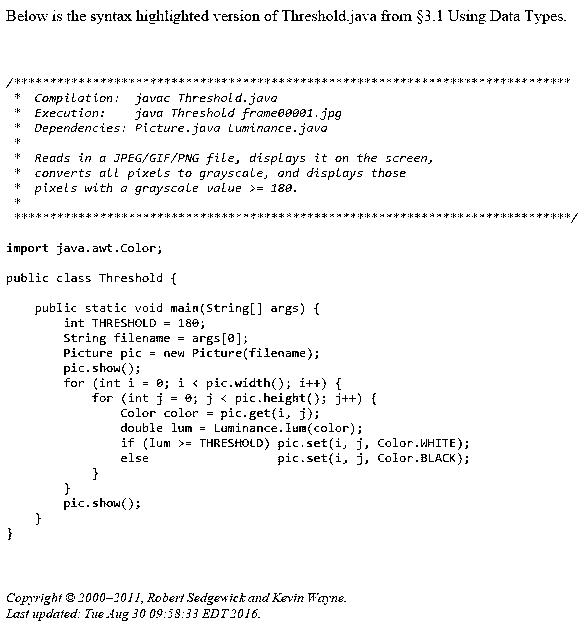 Below is the syntax highlighted version of Threshold.java from §3.1 Using Data Types.
/******************************************************************************
 *  Compilation:  javac Threshold.java
 *  Execution:    java Threshold frame00001.jpg
 *  Dependencies: Picture.java Luminance.java
 *
 *  Reads in a JPEG/GIF/PNG file, displays it on the screen,
 *  converts all pixels to grayscale, and displays those
 *  pixels with a grayscale value >= 180.
 *
 ******************************************************************************/
import java.awt.Color;
public class Threshold {
    public static void main(String[] args) {
        int THRESHOLD = 180;
        String filename = args[0];
        Picture pic = new Picture(filename);
        pic.show();
        for (int i = 0; i < pic.width(); i++) {
            for (int j = 0; j < pic.height(); j++) {
                Color color = pic.get(i, j);
                double lum = Luminance.lum(color);
                if (lum >= THRESHOLD) pic.set(i, j, Color.WHITE);
                else                  pic.set(i, j, Color.BLACK);
            }
        }
        pic.show();
    }
}
Copyright © 2000–2011, Robert Sedgewick and Kevin Wayne.
Last updated: Tue Aug 30 09:58:33 EDT 2016.